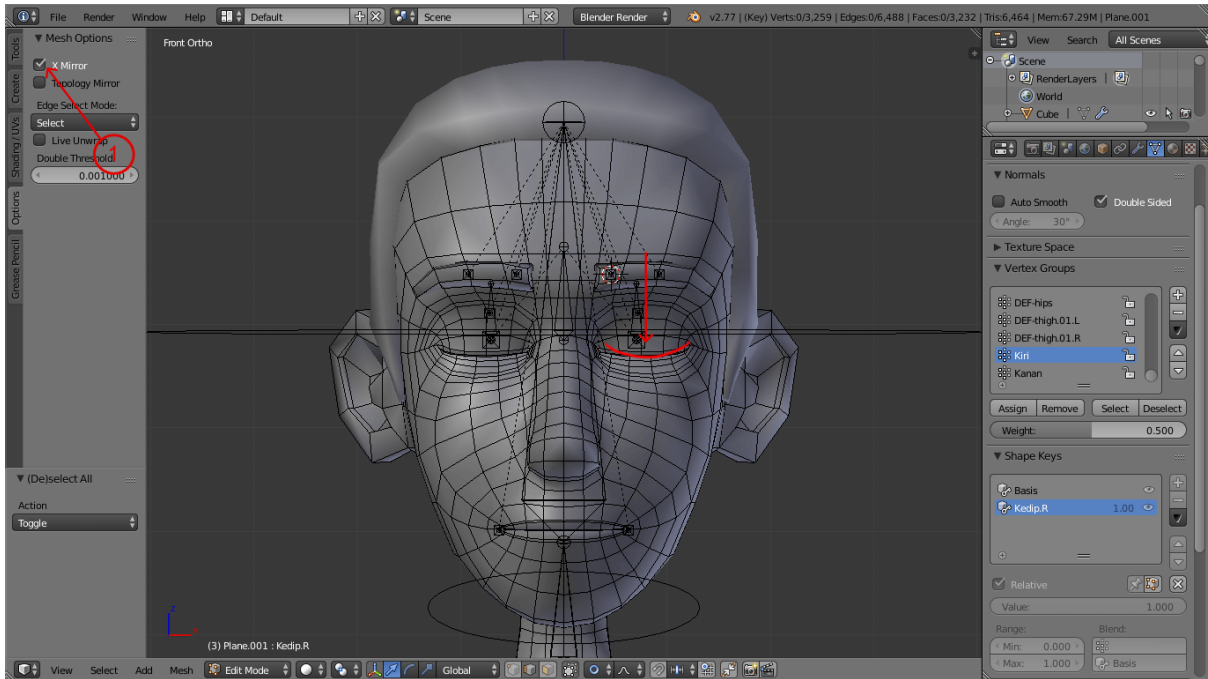 File Render Window Help Default Scene Blender Render v2.77 | (Key) Verts:0/3,259 | Edges:0/6,488 | Faces:0/3,232 | Tris:6,464 | Mem:67.29M | Plane.001
Tools
Create
Shading / UVs
Options
Grease Pencil
Mesh Options
X Mirror
Topology Mirror
Edge Select Mode:
Select
Live Unwrap
Double Threshold
0.001000
1
(De)select All
Action
Toggle
Front Ortho
z
(3) Plane.001 : Kedip.R
View Search All Scenes
Scene
RenderLayers |
World
Cube |
Normals
Auto Smooth Double Sided
Angle: 30°
Texture Space
Vertex Groups
DEF-hips
DEF-thigh.01.L
DEF-thigh.01.R
Kiri
Kanan
Assign Remove Select Deselect
Weight: 0.500
Shape Keys
Basis
Kedip.R 1.00
Relative
Value: 1.000
Range: Blend:
Min: 0.000
Max: 1.000 Basis
View Select Add Mesh Edit Mode Global